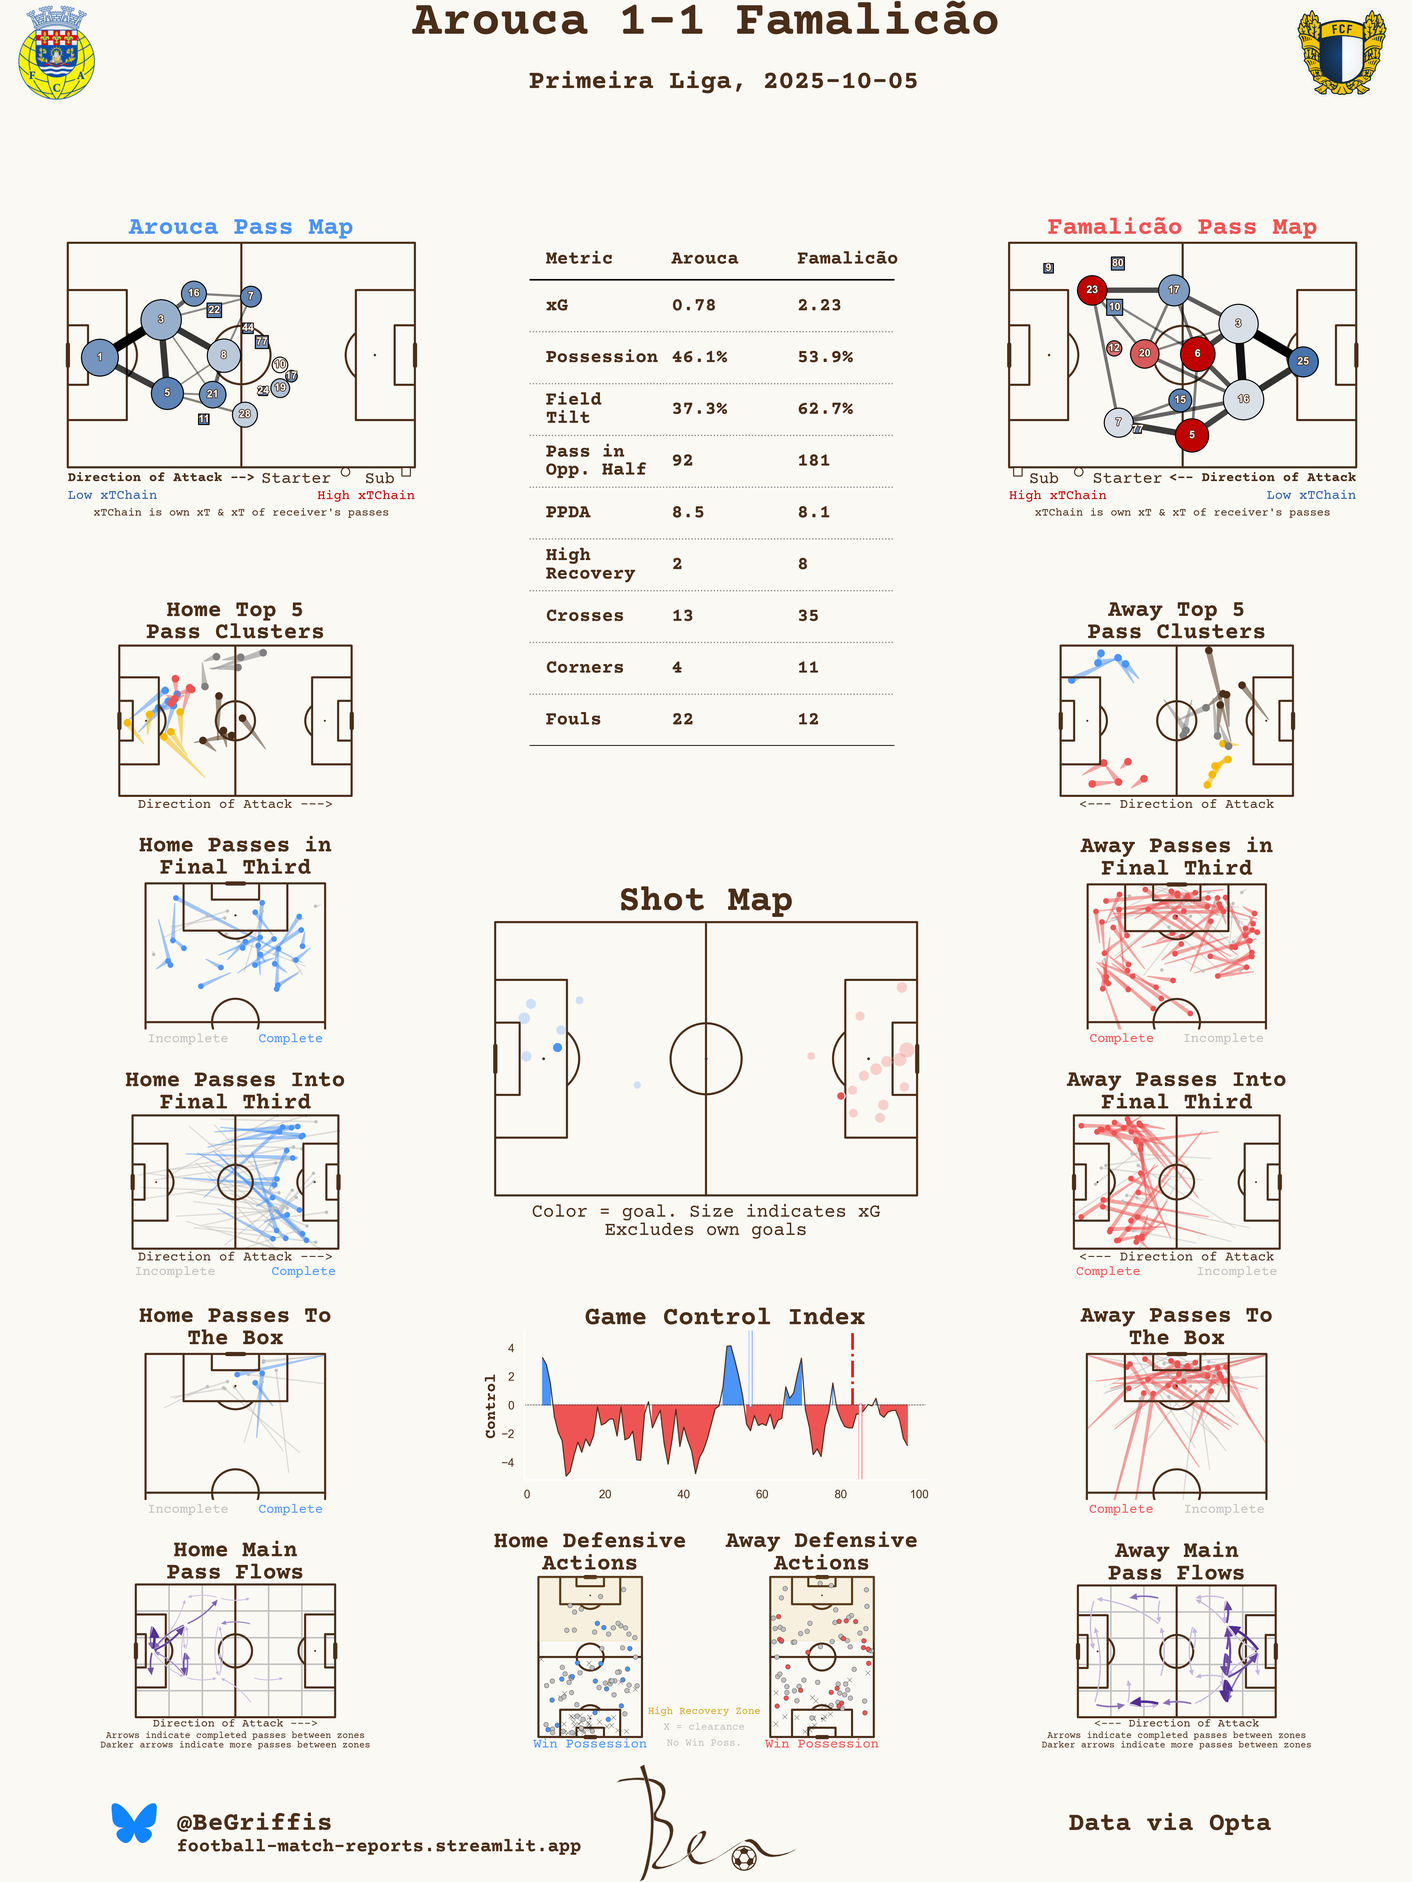 Arouca 1-1 Famalicão
Primeira Liga, 2025-10-05
F A C
FCF
Arouca Pass Map
1 3 16 7 22 44 77 8 10 17 19 24 5 21 28 11
Direction of Attack --> Starter Sub
Low xTChain High xTChain
xTChain is own xT & xT of receiver's passes
Metric Arouca Famalicão
xG 0.78 2.23
Possession 46.1% 53.9%
Field
Tilt 37.3% 62.7%
Pass in
Opp. Half 92 181
PPDA 8.5 8.1
High
Recovery 2 8
Crosses 13 35
Corners 4 11
Fouls 22 12
Famalicão Pass Map
9 80 23 10 17 3 12 20 6 25 15 16 7 77 5
Sub Starter <-- Direction of Attack
High xTChain Low xTChain
xTChain is own xT & xT of receiver's passes
Home Top 5
Pass Clusters
Direction of Attack --->
Away Top 5
Pass Clusters
<--- Direction of Attack
Home Passes in
Final Third
Incomplete Complete
Away Passes in
Final Third
Complete Incomplete
Shot Map
Color = goal. Size indicates xG
Excludes own goals
Home Passes Into
Final Third
Direction of Attack --->
Incomplete Complete
Away Passes Into
Final Third
<--- Direction of Attack
Complete Incomplete
Home Passes To
The Box
Incomplete Complete
Game Control Index
Control
4
2
0
−2
−4
0 20 40 60 80 100
Away Passes To
The Box
Complete Incomplete
Home Main
Pass Flows
Direction of Attack --->
Arrows indicate completed passes between zones
Darker arrows indicate more passes between zones
Home Defensive
Actions
Win Possession
Away Defensive
Actions
Win Possession
High Recovery Zone
X = clearance
No Win Poss.
Away Main
Pass Flows
<--- Direction of Attack
Arrows indicate completed passes between zones
Darker arrows indicate more passes between zones
@BeGriffis
football-match-reports.streamlit.app
Ben
Data via Opta